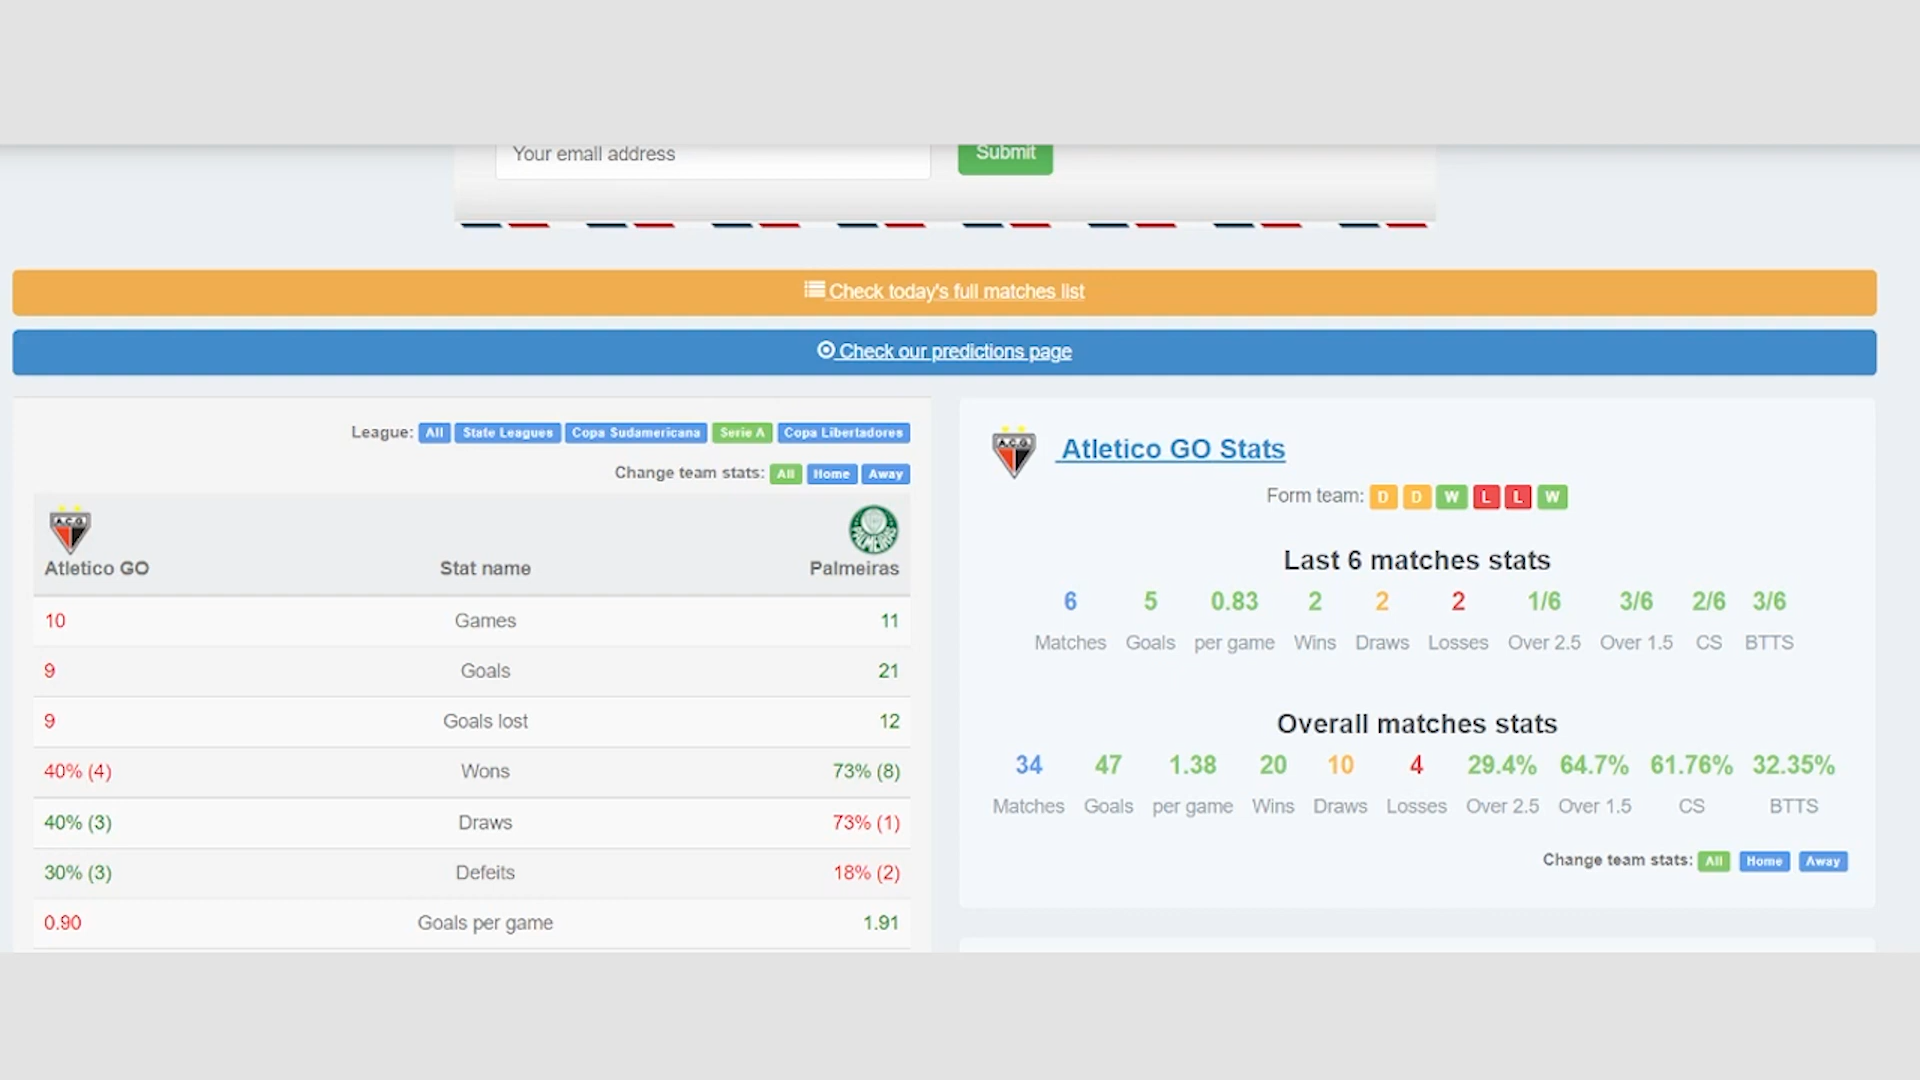 Your email address
Submit
Check today's full matches list
Check our predictions page
League: All State Leagues Copa Sudamericana Serie A Copa Libertadores
Change team stats: All Home Away
A.C.G.
PALMEIRAS
Atletico GO Stat name Palmeiras
10 Games 11
9 Goals 21
9 Goals lost 12
40% (4) Wons 73% (8)
40% (3) Draws 73% (1)
30% (3) Defeits 18% (2)
0.90 Goals per game 1.91
A.C.G.
Atletico GO Stats
Form team: D D W L L W
Last 6 matches stats
6 5 0.83 2 2 2 1/6 3/6 2/6 3/6
Matches Goals per game Wins Draws Losses Over 2.5 Over 1.5 CS BTTS
Overall matches stats
34 47 1.38 20 10 4 29.4% 64.7% 61.76% 32.35%
Matches Goals per game Wins Draws Losses Over 2.5 Over 1.5 CS BTTS
Change team stats: All Home Away